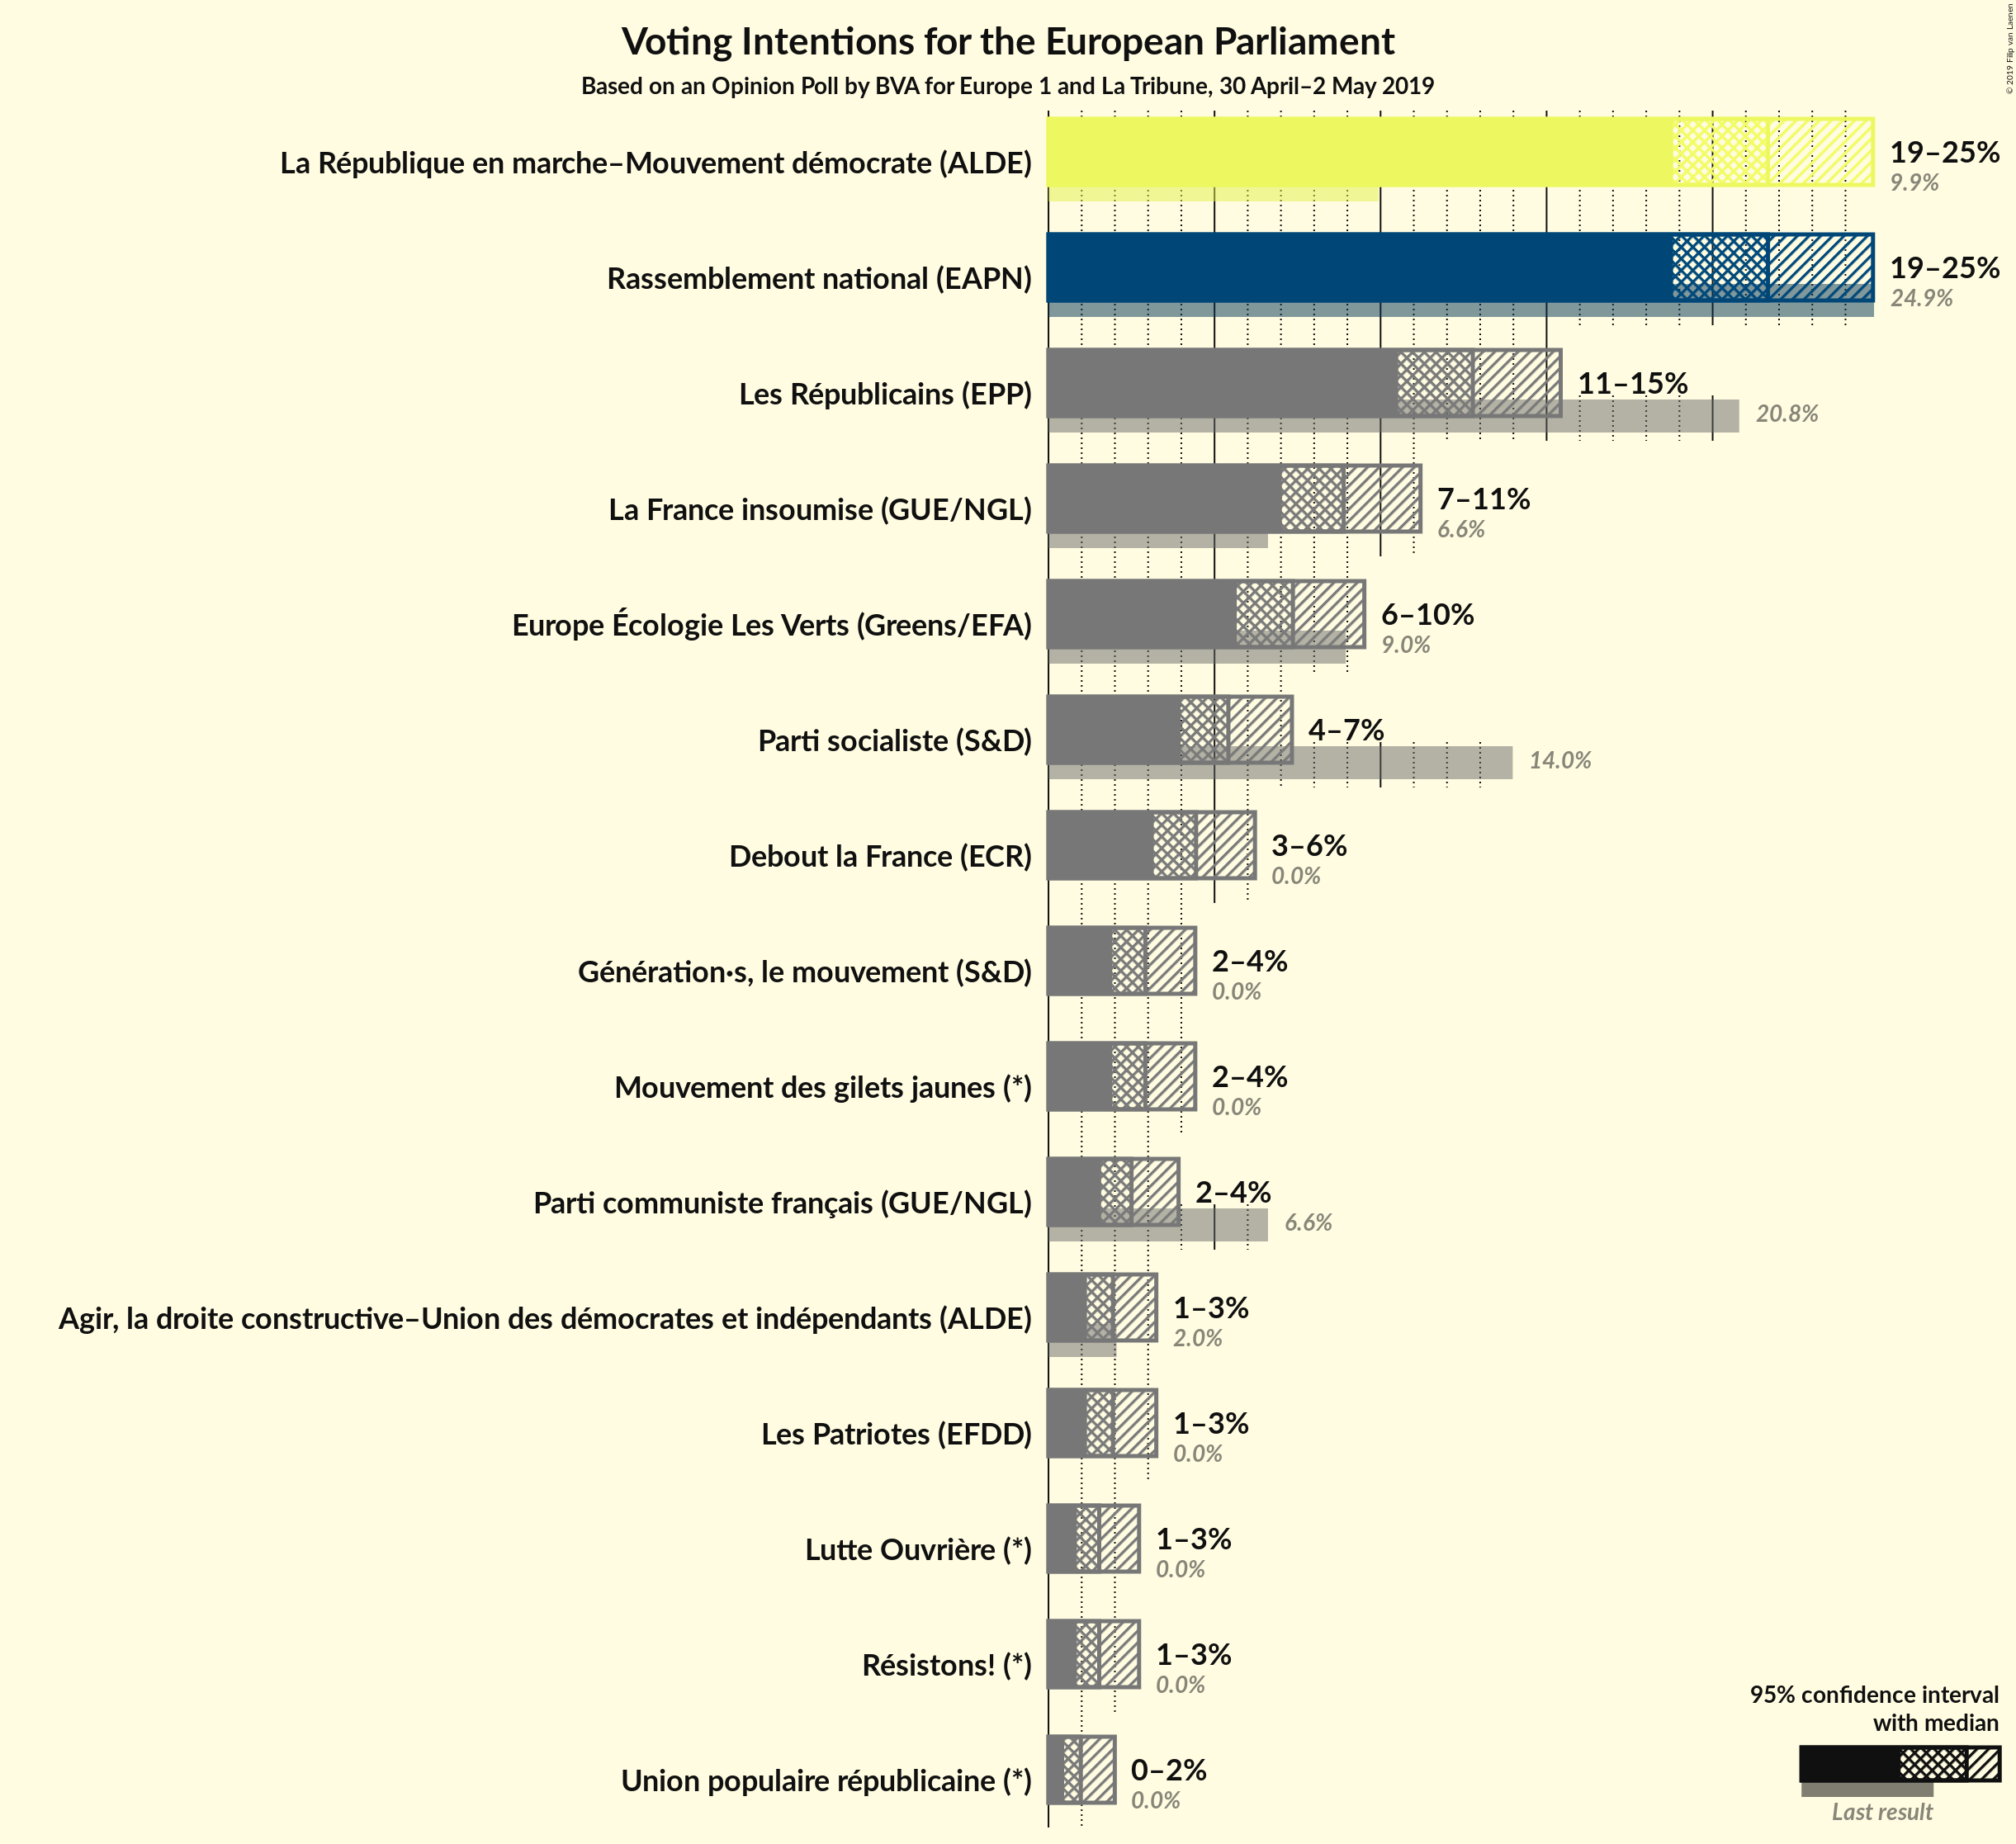 Voting Intentions for the European Parliament
Based on an Opinion Poll by BVA for Europe 1 and La Tribune, 30 April–2 May 2019
© 2019 Filip van Laenen
La République en marche–Mouvement démocrate (ALDE)
19–25%
9.9%
Rassemblement national (EAPN)
19–25%
24.9%
Les Républicains (EPP)
11–15%
20.8%
La France insoumise (GUE/NGL)
7–11%
6.6%
Europe Écologie Les Verts (Greens/EFA)
6–10%
9.0%
Parti socialiste (S&D)
4–7%
14.0%
Debout la France (ECR)
3–6%
0.0%
Génération·s, le mouvement (S&D)
2–4%
0.0%
Mouvement des gilets jaunes (*)
2–4%
0.0%
Parti communiste français (GUE/NGL)
2–4%
6.6%
Agir, la droite constructive–Union des démocrates et indépendants (ALDE)
1–3%
2.0%
Les Patriotes (EFDD)
1–3%
0.0%
Lutte Ouvrière (*)
1–3%
0.0%
Résistons! (*)
1–3%
0.0%
Union populaire républicaine (*)
0–2%
0.0%
95% confidence interval
with median
Last result